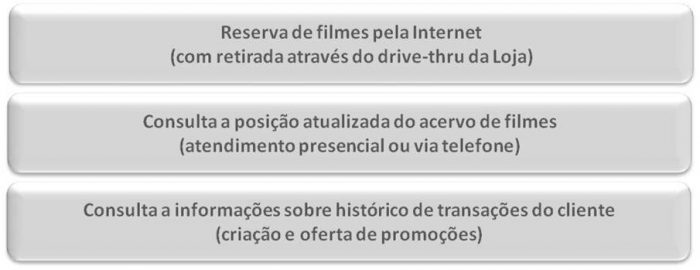 Reserva de filmes pela Internet
(com retirada através do drive-thru da Loja)
Consulta a posição atualizada do acervo de filmes
(atendimento presencial ou via telefone)
Consulta a informações sobre histórico de transações do cliente
(criação e oferta de promoções)